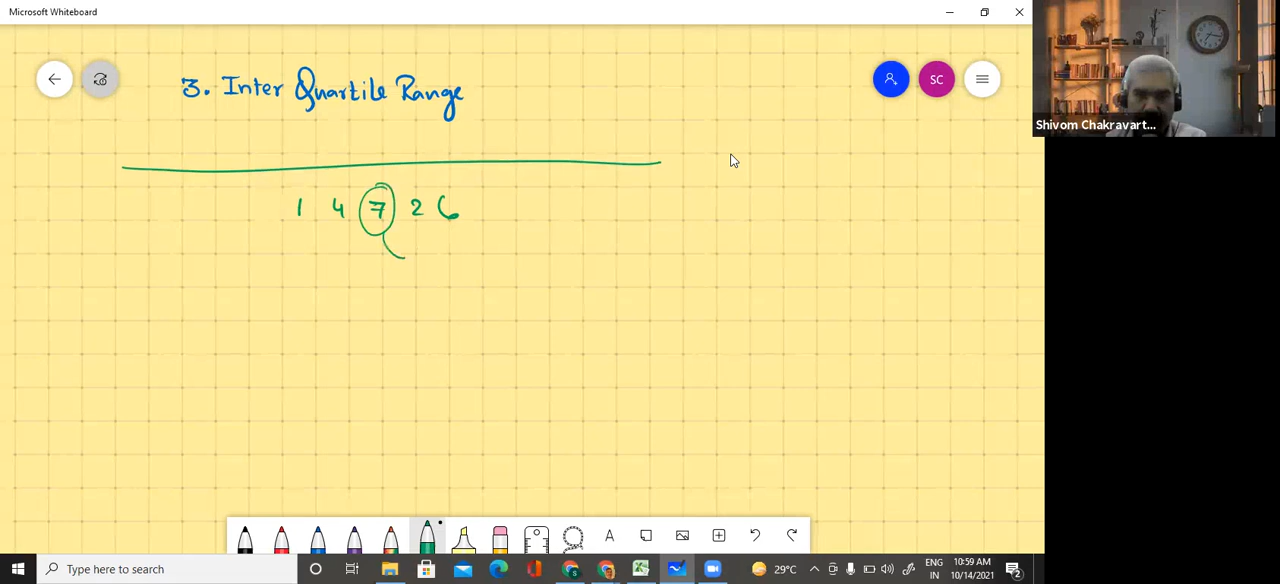 Microsoft Whiteboard
3. Inter Quartile Range
SC
Shivom Chakravart...
1 4 7 2 6
A
Type here to search
29°C
ENG
IN
10:59 AM
10/14/2021
2